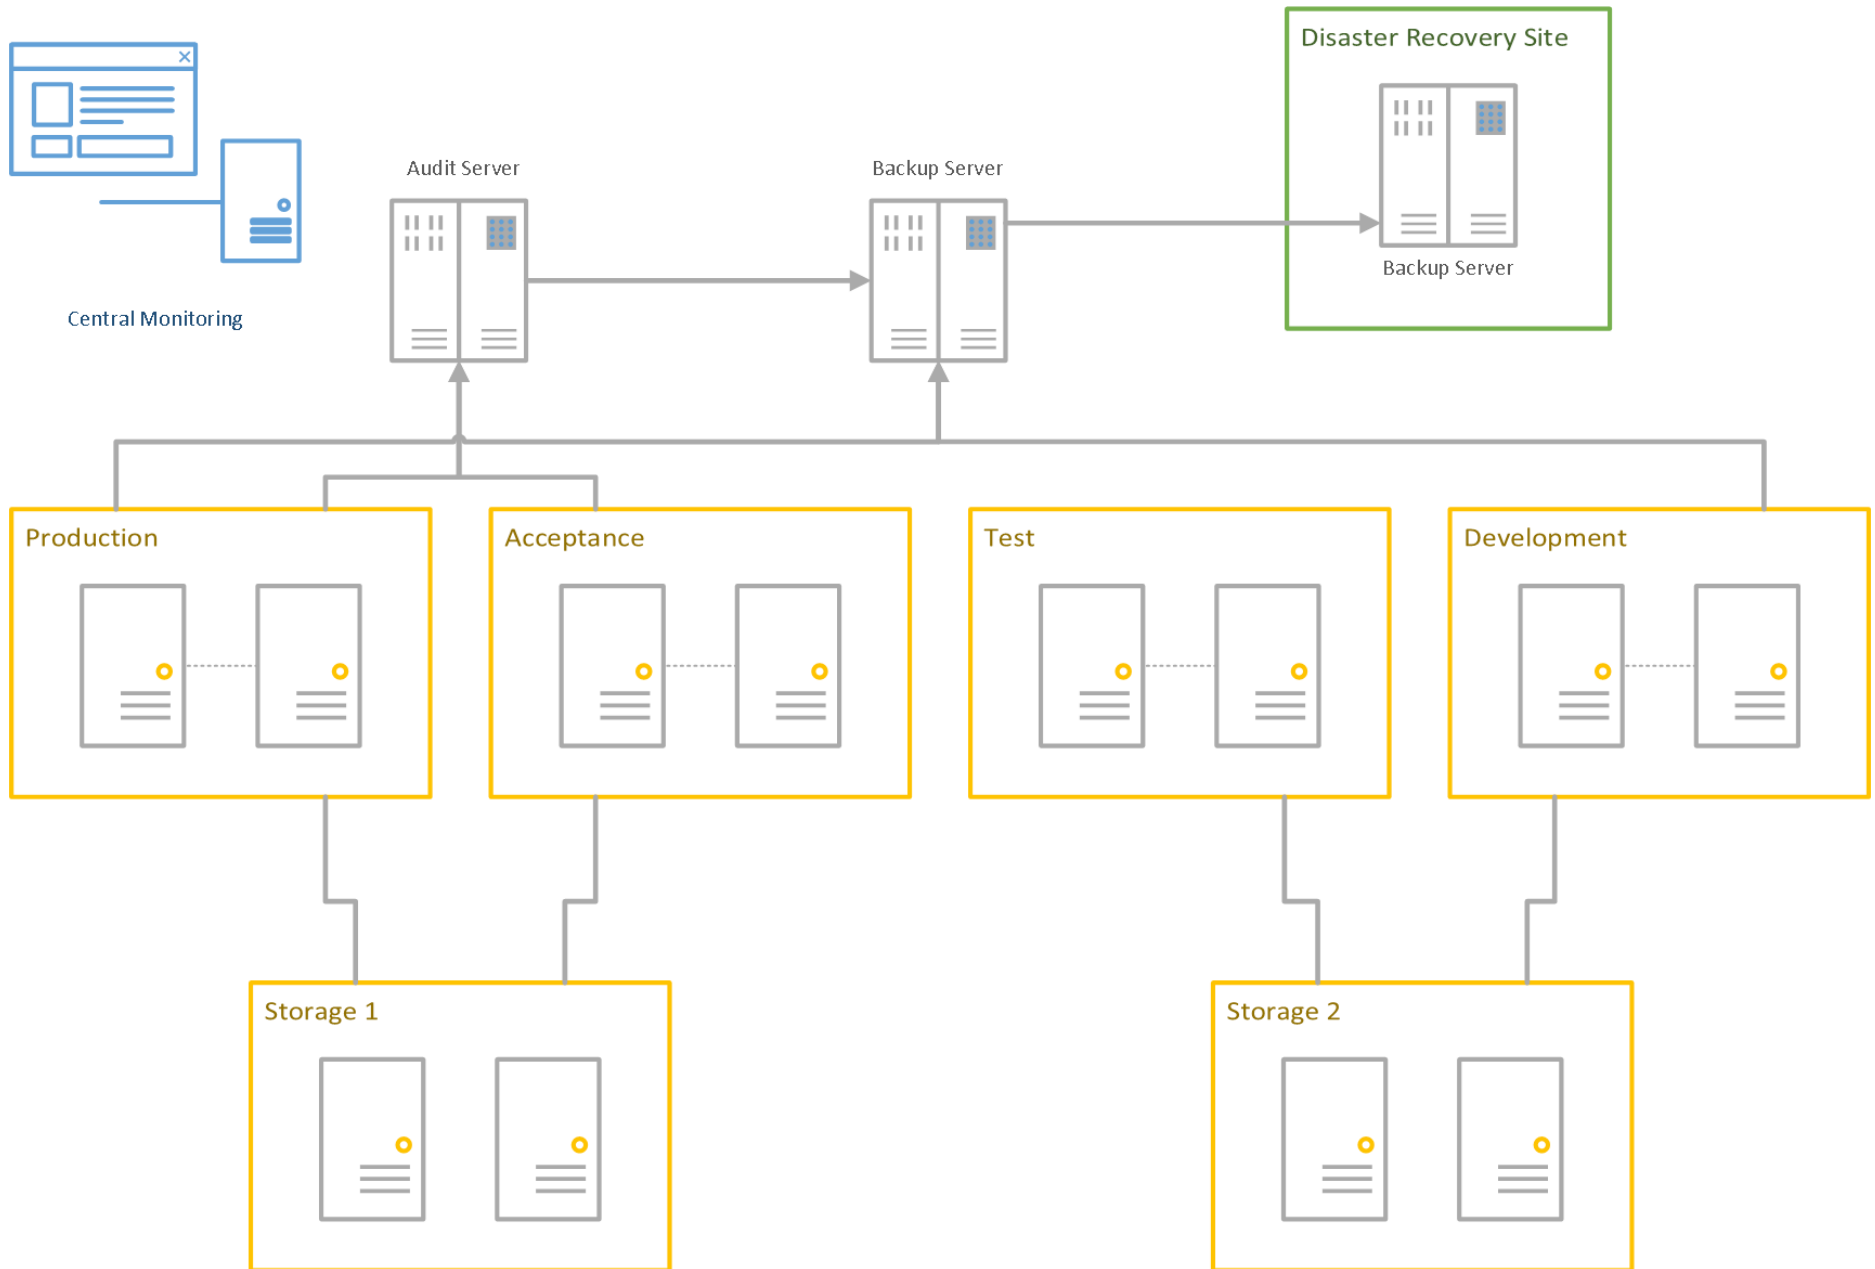 Disaster Recovery Site
Audit Server
Backup Server
Backup Server
Central Monitoring
Production
Acceptance
Test
Development
Storage 1
Storage 2